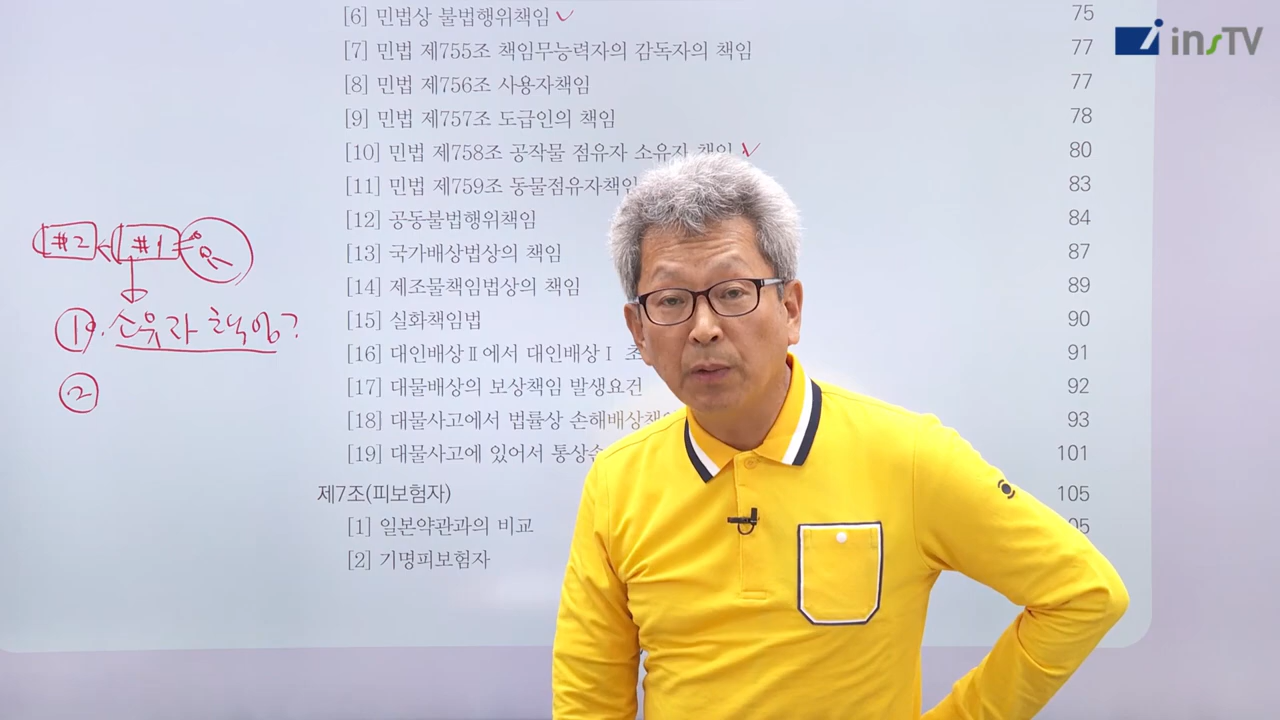 insTV
[6] 민법상 불법행위책임 75
[7] 민법 제755조 책임무능력자의 감독자의 책임 77
[8] 민법 제756조 사용자책임 77
[9] 민법 제757조 도급인의 책임 78
[10] 민법 제758조 공작물 점유자 소유자 책임 80
[11] 민법 제759조 동물점유자책임 83
[12] 공동불법행위책임 84
[13] 국가배상법상의 책임 87
[14] 제조물책임법상의 책임 89
[15] 실화책임법 90
[16] 대인배상Ⅱ에서 대인배상Ⅰ 초 91
[17] 대물배상의 보상책임 발생요건 92
[18] 대물사고에서 법률상 손해배상책 93
[19] 대물사고에 있어서 통상손 101
제7조(피보험자) 105
[1] 일본약관과의 비교 05
[2] 기명피보험자
#2 #1
① 소유자 책임?
②